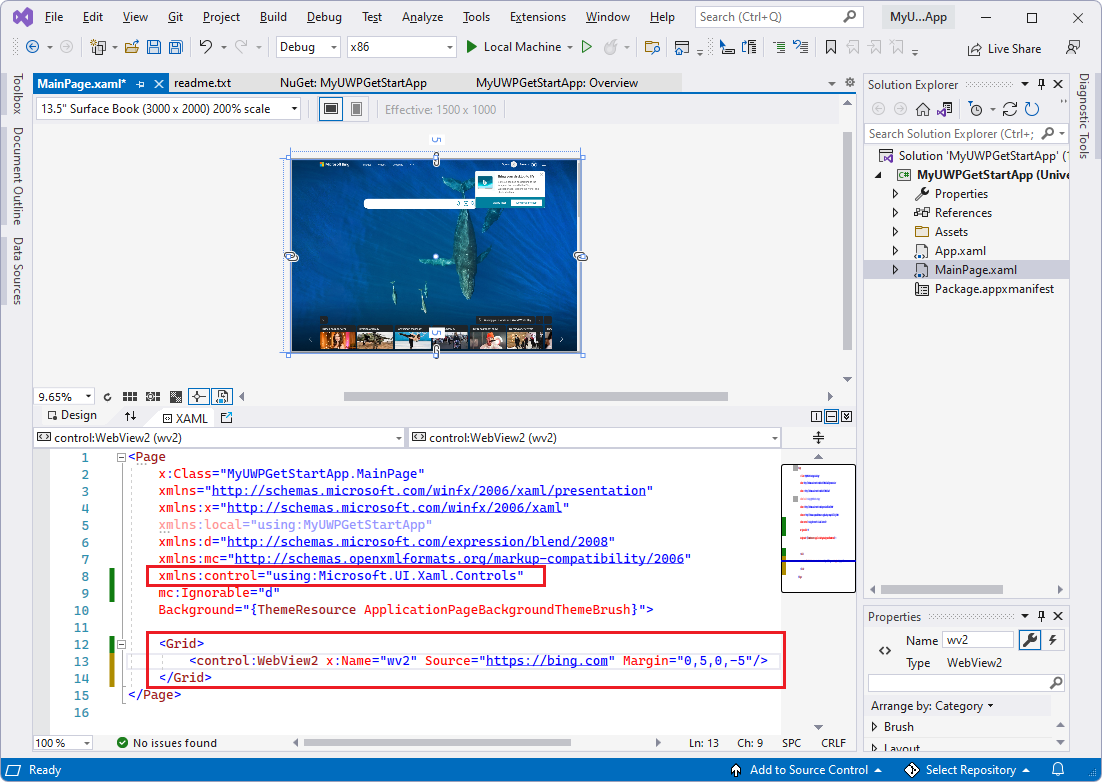 File Edit View Git Project Build Debug Test Analyze Tools Extensions Window Help Search (Ctrl+Q) MyU...App
Debug x86 Local Machine Live Share
MainPage.xaml* readme.txt NuGet: MyUWPGetStartApp MyUWPGetStartApp: Overview
13.5" Surface Book (3000 x 2000) 200% scale Effective: 1500 x 1000
Toolbox
Document Outline
Data Sources
5
Microsoft Bing
5
9.65%
Design XAML
control:WebView2 (wv2) control:WebView2 (wv2)
1 <Page
2 x:Class="MyUWPGetStartApp.MainPage"
3 xmlns="http://schemas.microsoft.com/winfx/2006/xaml/presentation"
4 xmlns:x="http://schemas.microsoft.com/winfx/2006/xaml"
5 xmlns:local="using:MyUWPGetStartApp"
6 xmlns:d="http://schemas.microsoft.com/expression/blend/2008"
7 xmlns:mc="http://schemas.openxmlformats.org/markup-compatibility/2006"
8 xmlns:control="using:Microsoft.UI.Xaml.Controls"
9 mc:Ignorable="d"
10 Background="{ThemeResource ApplicationPageBackgroundThemeBrush}">
11
12 <Grid>
13 <control:WebView2 x:Name="wv2" Source="https://bing.com" Margin="0,5,0,-5"/>
14 </Grid>
15 </Page>
16
100 % No issues found Ln: 13 Ch: 9 SPC CRLF
Solution Explorer
Search Solution Explorer (Ctrl+;
Solution 'MyUWPGetStartApp' (
MyUWPGetStartApp (Unive
Properties
References
Assets
App.xaml
MainPage.xaml
Package.appxmanifest
Diagnostic Tools
Properties
Name wv2
Type WebView2
Arrange by: Category
Brush
Layout
Ready Add to Source Control Select Repository